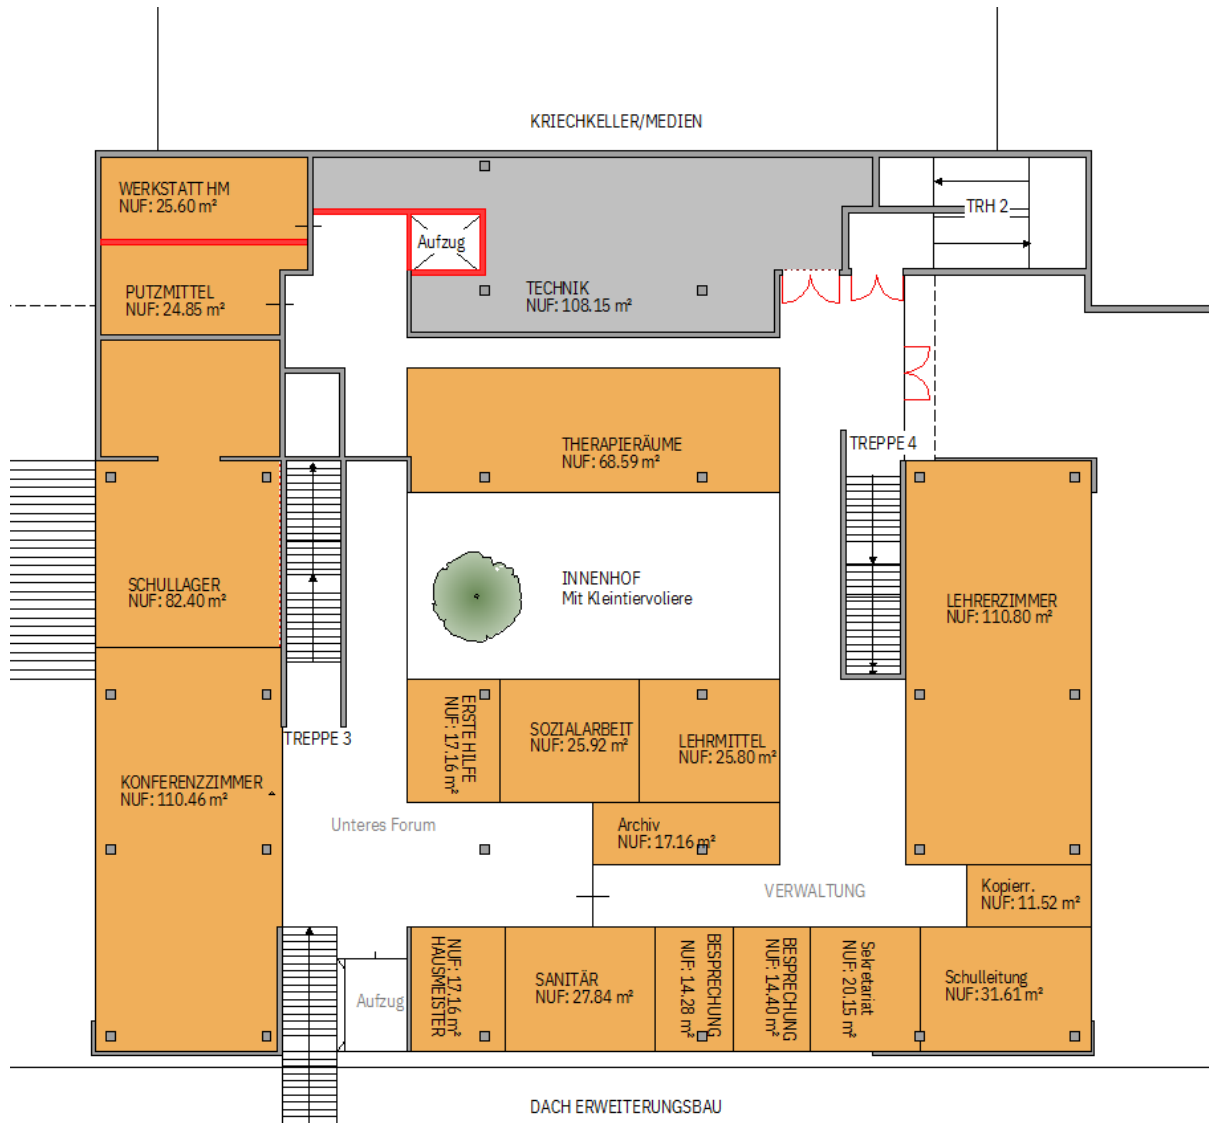 KRIECHKELLER/MEDIEN
WERKSTATT HM
NUF: 25.60 m²
TRH 2
Aufzug
PUTZMITTEL
NUF: 24.85 m²
TECHNIK
NUF: 108.15 m²
THERAPIERÄUME
NUF: 68.59 m²
TREPPE 4
SCHULLAGER
NUF: 82.40 m²
INNENHOF
Mit Kleintiervoliere
LEHRERZIMMER
NUF: 110.80 m²
ERSTE HILFE
NUF: 17.16 m²
SOZIALARBEIT
NUF: 25.92 m²
LEHRMITTEL
NUF: 25.80 m²
TREPPE 3
KONFERENZZIMMER
NUF: 110.46 m²
Unteres Forum
Archiv
NUF: 17.16 m²
VERWALTUNG
Kopierr.
NUF: 11.52 m²
NUF: 17.16 m²
HAUSMEISTER
SANITÄR
NUF: 27.84 m²
BESPRECHUNG
NUF: 14.28 m²
BESPRECHUNG
NUF: 14.40 m²
Sekretariat
NUF: 20.15 m²
Schulleitung
NUF: 31.61 m²
Aufzug
DACH ERWEITERUNGSBAU